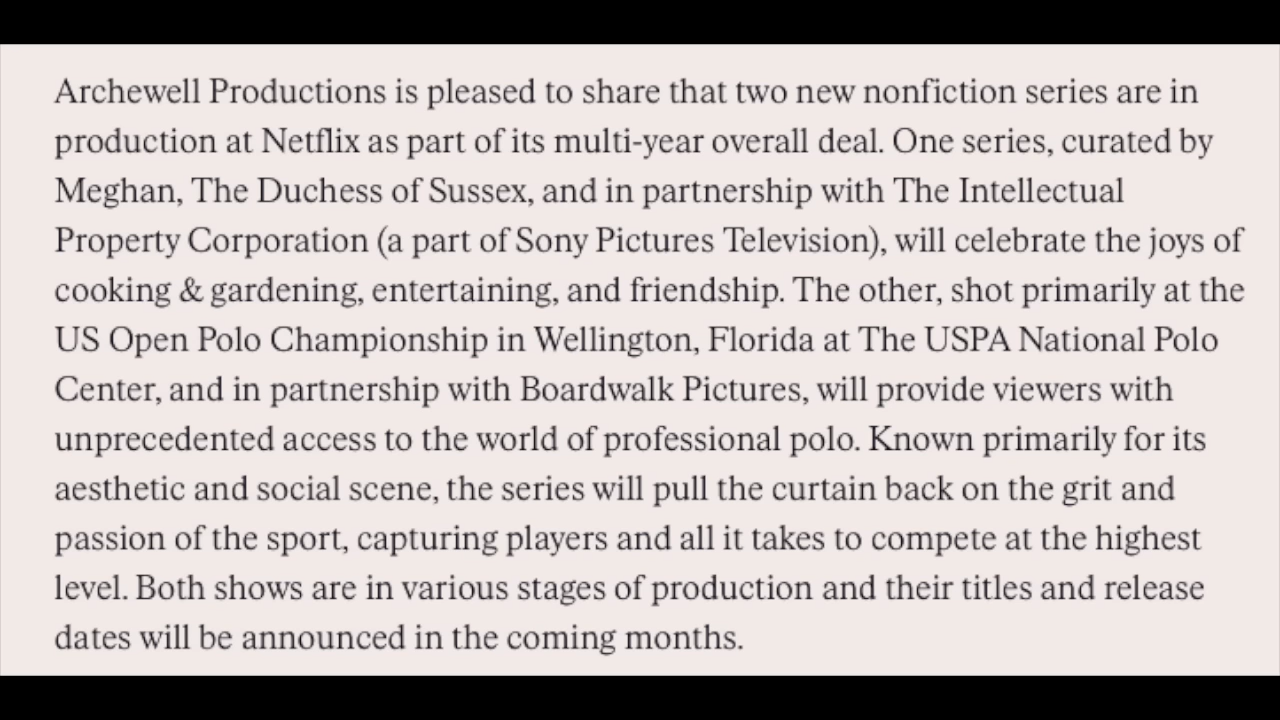 Archewell Productions is pleased to share that two new nonfiction series are in
production at Netflix as part of its multi-year overall deal. One series, curated by
Meghan, The Duchess of Sussex, and in partnership with The Intellectual
Property Corporation (a part of Sony Pictures Television), will celebrate the joys of
cooking & gardening, entertaining, and friendship. The other, shot primarily at the
US Open Polo Championship in Wellington, Florida at The USPA National Polo
Center, and in partnership with Boardwalk Pictures, will provide viewers with
unprecedented access to the world of professional polo. Known primarily for its
aesthetic and social scene, the series will pull the curtain back on the grit and
passion of the sport, capturing players and all it takes to compete at the highest
level. Both shows are in various stages of production and their titles and release
dates will be announced in the coming months.